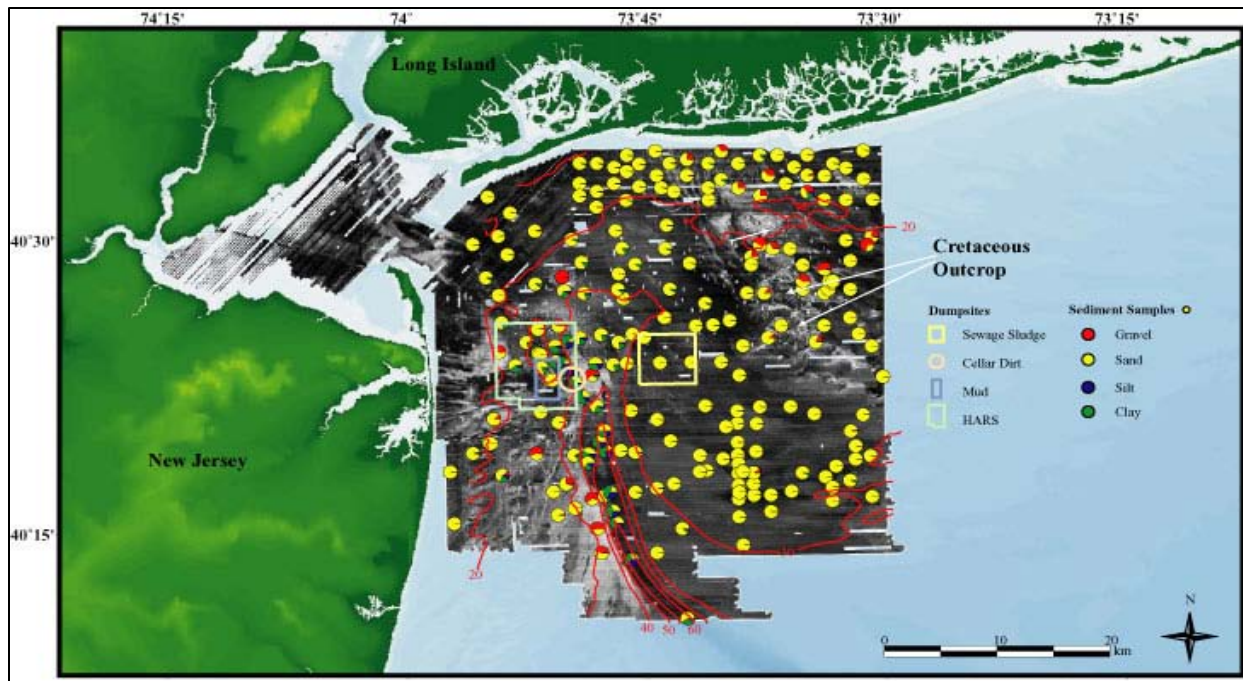 74°15' 74° 73°45' 73°30' 73°15'
Long Island
40°30'
20
Cretaceous
Outcrop
Dumpsites Sediment Samples
Sewage Sludge Gravel
Cellar Dirt Sand
Mud Silt
HARS Clay
New Jersey
40°15'
20
40 50 60
N
0 10 20
km